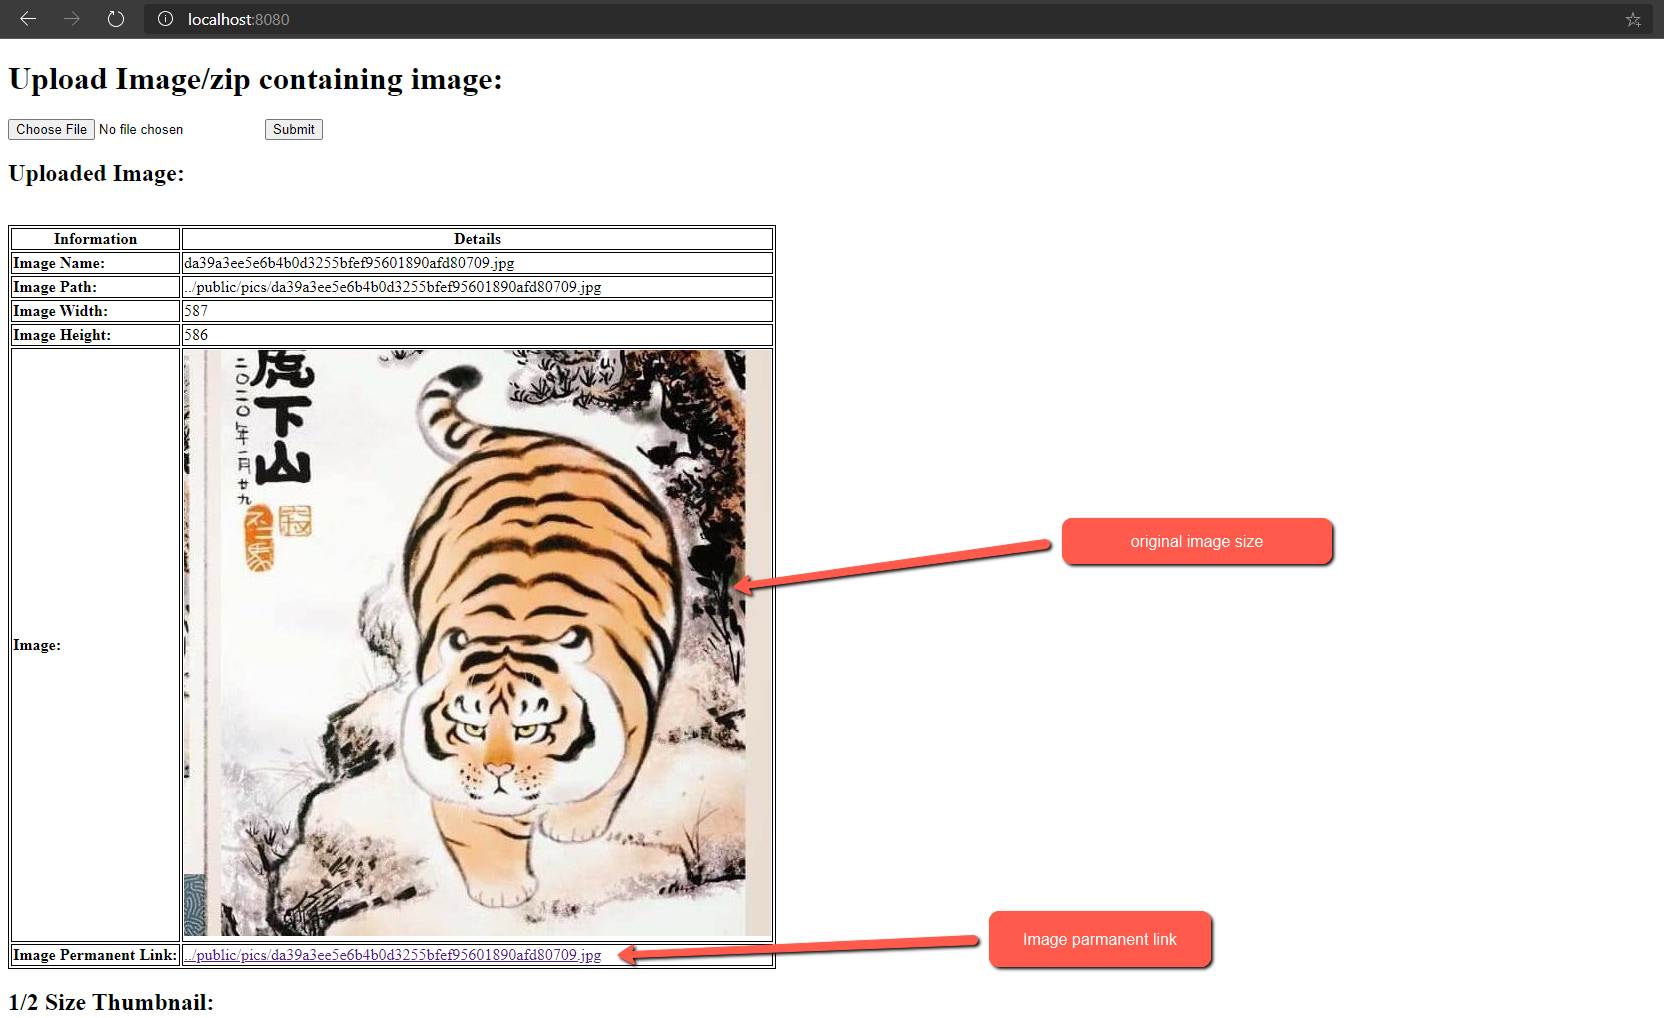 localhost:8080
Upload Image/zip containing image:
Choose File No file chosen Submit
Uploaded Image:
Information Details
Image Name: da39a3ee5e6b4b0d3255bfef95601890afd80709.jpg
Image Path: ../public/pics/da39a3ee5e6b4b0d3255bfef95601890afd80709.jpg
Image Width: 587
Image Height: 586
虎下山
二〇二〇年一月廿九
original image size
Image:
Image parmanent link
Image Permanent Link: ../public/pics/da39a3ee5e6b4b0d3255bfef95601890afd80709.jpg
1/2 Size Thumbnail: